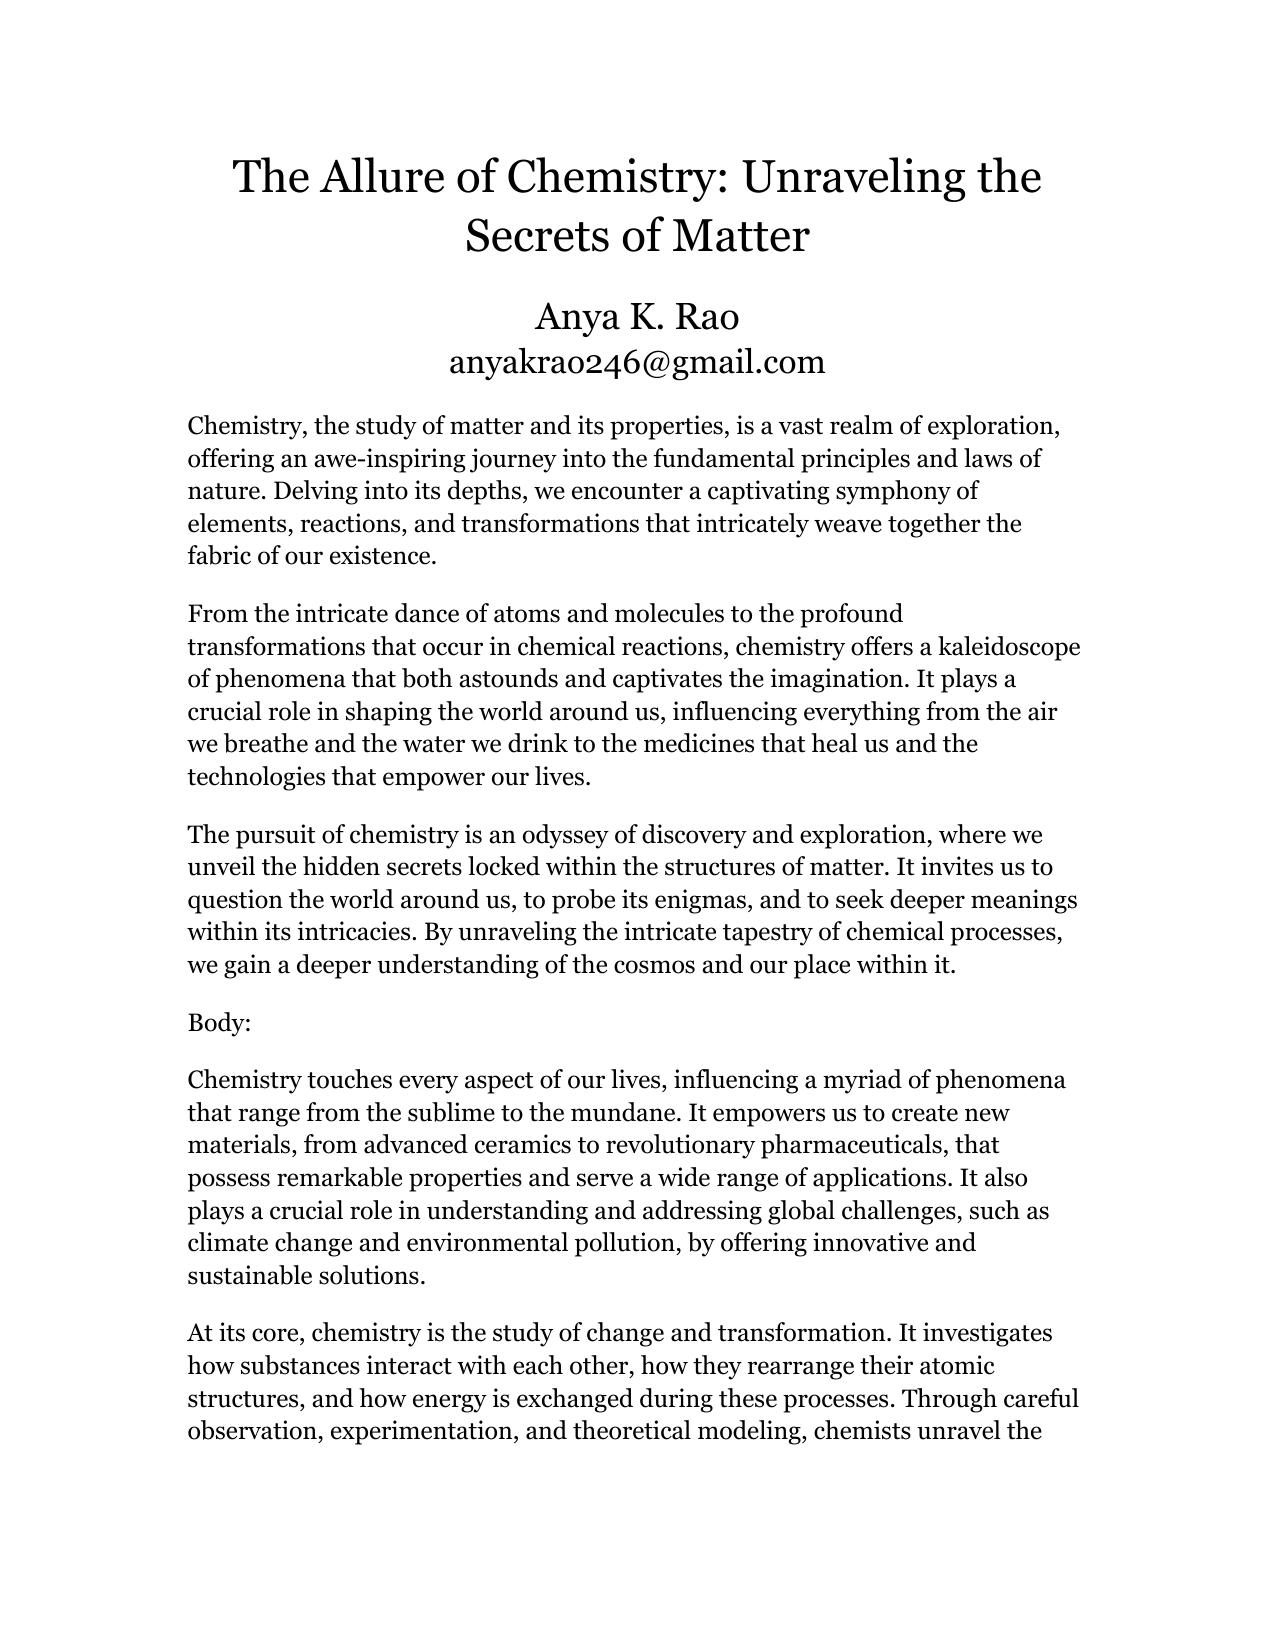 The Allure of Chemistry: Unraveling the
Secrets of Matter
Anya K. Rao
anyakrao246@gmail.com
Chemistry, the study of matter and its properties, is a vast realm of exploration,
offering an awe-inspiring journey into the fundamental principles and laws of
nature. Delving into its depths, we encounter a captivating symphony of
elements, reactions, and transformations that intricately weave together the
fabric of our existence.
From the intricate dance of atoms and molecules to the profound
transformations that occur in chemical reactions, chemistry offers a kaleidoscope
of phenomena that both astounds and captivates the imagination. It plays a
crucial role in shaping the world around us, influencing everything from the air
we breathe and the water we drink to the medicines that heal us and the
technologies that empower our lives.
The pursuit of chemistry is an odyssey of discovery and exploration, where we
unveil the hidden secrets locked within the structures of matter. It invites us to
question the world around us, to probe its enigmas, and to seek deeper meanings
within its intricacies. By unraveling the intricate tapestry of chemical processes,
we gain a deeper understanding of the cosmos and our place within it.
Body:
Chemistry touches every aspect of our lives, influencing a myriad of phenomena
that range from the sublime to the mundane. It empowers us to create new
materials, from advanced ceramics to revolutionary pharmaceuticals, that
possess remarkable properties and serve a wide range of applications. It also
plays a crucial role in understanding and addressing global challenges, such as
climate change and environmental pollution, by offering innovative and
sustainable solutions.
At its core, chemistry is the study of change and transformation. It investigates
how substances interact with each other, how they rearrange their atomic
structures, and how energy is exchanged during these processes. Through careful
observation, experimentation, and theoretical modeling, chemists unravel the